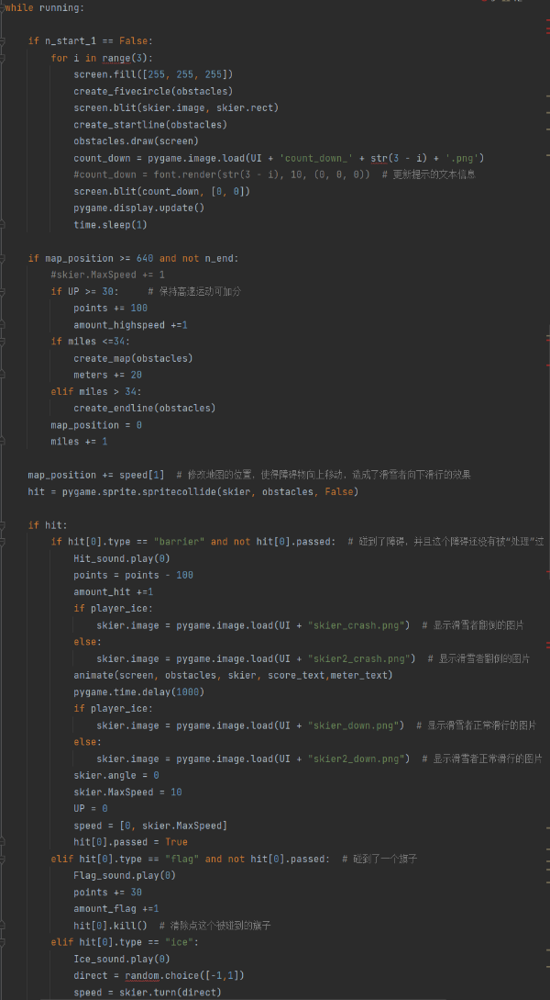 while running:
if n_start_1 == False:
for i in range(3):
screen.fill([255, 255, 255])
create_fivecircle(obstacles)
screen.blit(skier.image, skier.rect)
create_startline(obstacles)
obstacles.draw(screen)
count_down = pygame.image.load(UI + 'count_down_' + str(3 - i) + '.png')
#count_down = font.render(str(3 - i), 10, (0, 0, 0))  # 更新提示的文本信息
screen.blit(count_down, [0, 0])
pygame.display.update()
time.sleep(1)
if map_position >= 640 and not n_end:
#skier.MaxSpeed += 1
if UP >= 30:     # 保持高速运动可加分
points += 100
amount_highspeed +=1
if miles <=34:
create_map(obstacles)
meters += 20
elif miles > 34:
create_endline(obstacles)
map_position = 0
miles += 1
map_position += speed[1]  # 修改地图的位置，使得障碍物向上移动，造成了滑雪者向下滑行的效果
hit = pygame.sprite.spritecollide(skier, obstacles, False)
if hit:
if hit[0].type == "barrier" and not hit[0].passed:  # 碰到了障碍，并且这个障碍还没有被“处理”过
Hit_sound.play(0)
points = points - 100
amount_hit +=1
if player_ice:
skier.image = pygame.image.load(UI + "skier_crash.png")  # 显示滑雪者翻倒的图片
else:
skier.image = pygame.image.load(UI + "skier2_crash.png")  # 显示滑雪者翻倒的图片
animate(screen, obstacles, skier, score_text,meter_text)
pygame.time.delay(1000)
if player_ice:
skier.image = pygame.image.load(UI + "skier_down.png")  # 显示滑雪者正常滑行的图片
else:
skier.image = pygame.image.load(UI + "skier2_down.png")  # 显示滑雪者正常滑行的图片
skier.angle = 0
skier.MaxSpeed = 10
UP = 0
speed = [0, skier.MaxSpeed]
hit[0].passed = True
elif hit[0].type == "flag" and not hit[0].passed:  # 碰到了一个旗子
Flag_sound.play(0)
points += 30
amount_flag +=1
hit[0].kill()  # 清除点这个被碰到的旗子
elif hit[0].type == "ice":
Ice_sound.play(0)
direct = random.choice([-1,1])
speed = skier.turn(direct)